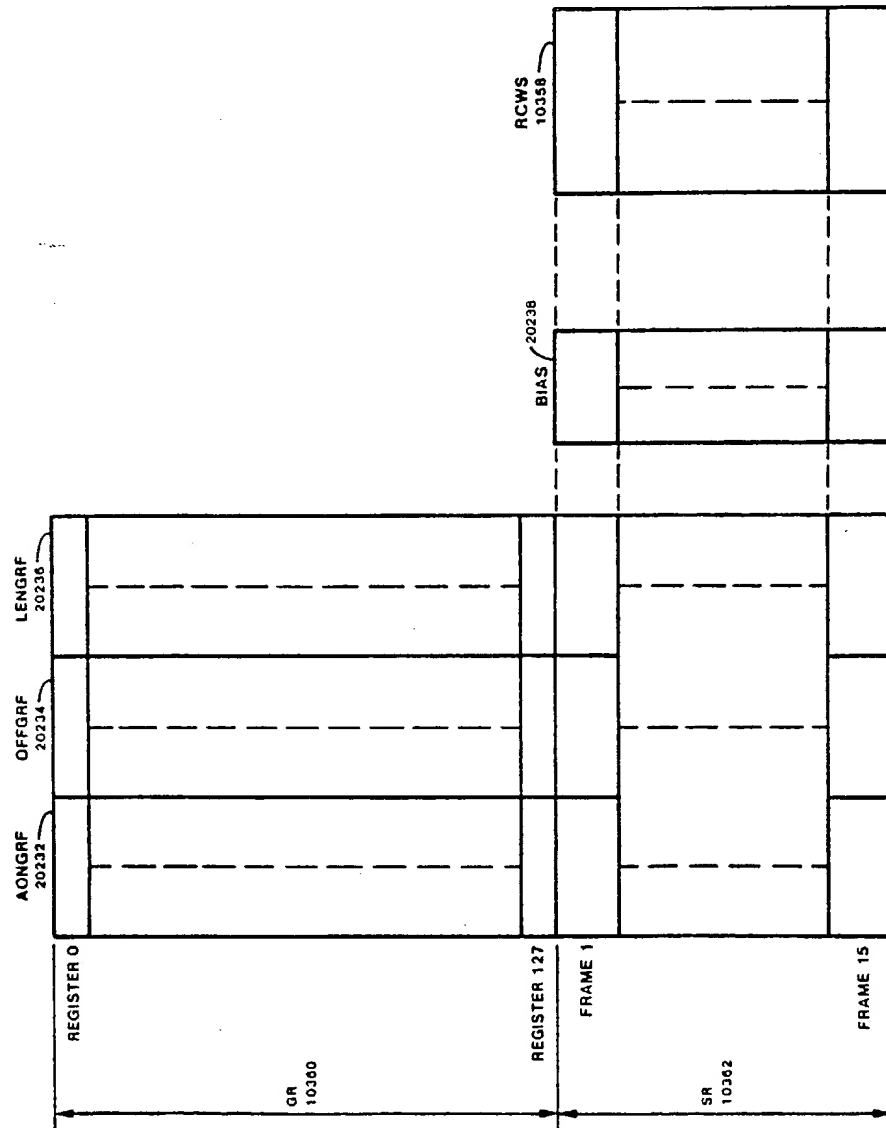 AONGRF
20232
OFFGRF
20234
LENGRF
20236
BIAS
20238
RCWS
10358
REGISTER 0
REGISTER 127
FRAME 1
FRAME 15
GR
10360
SR
10362